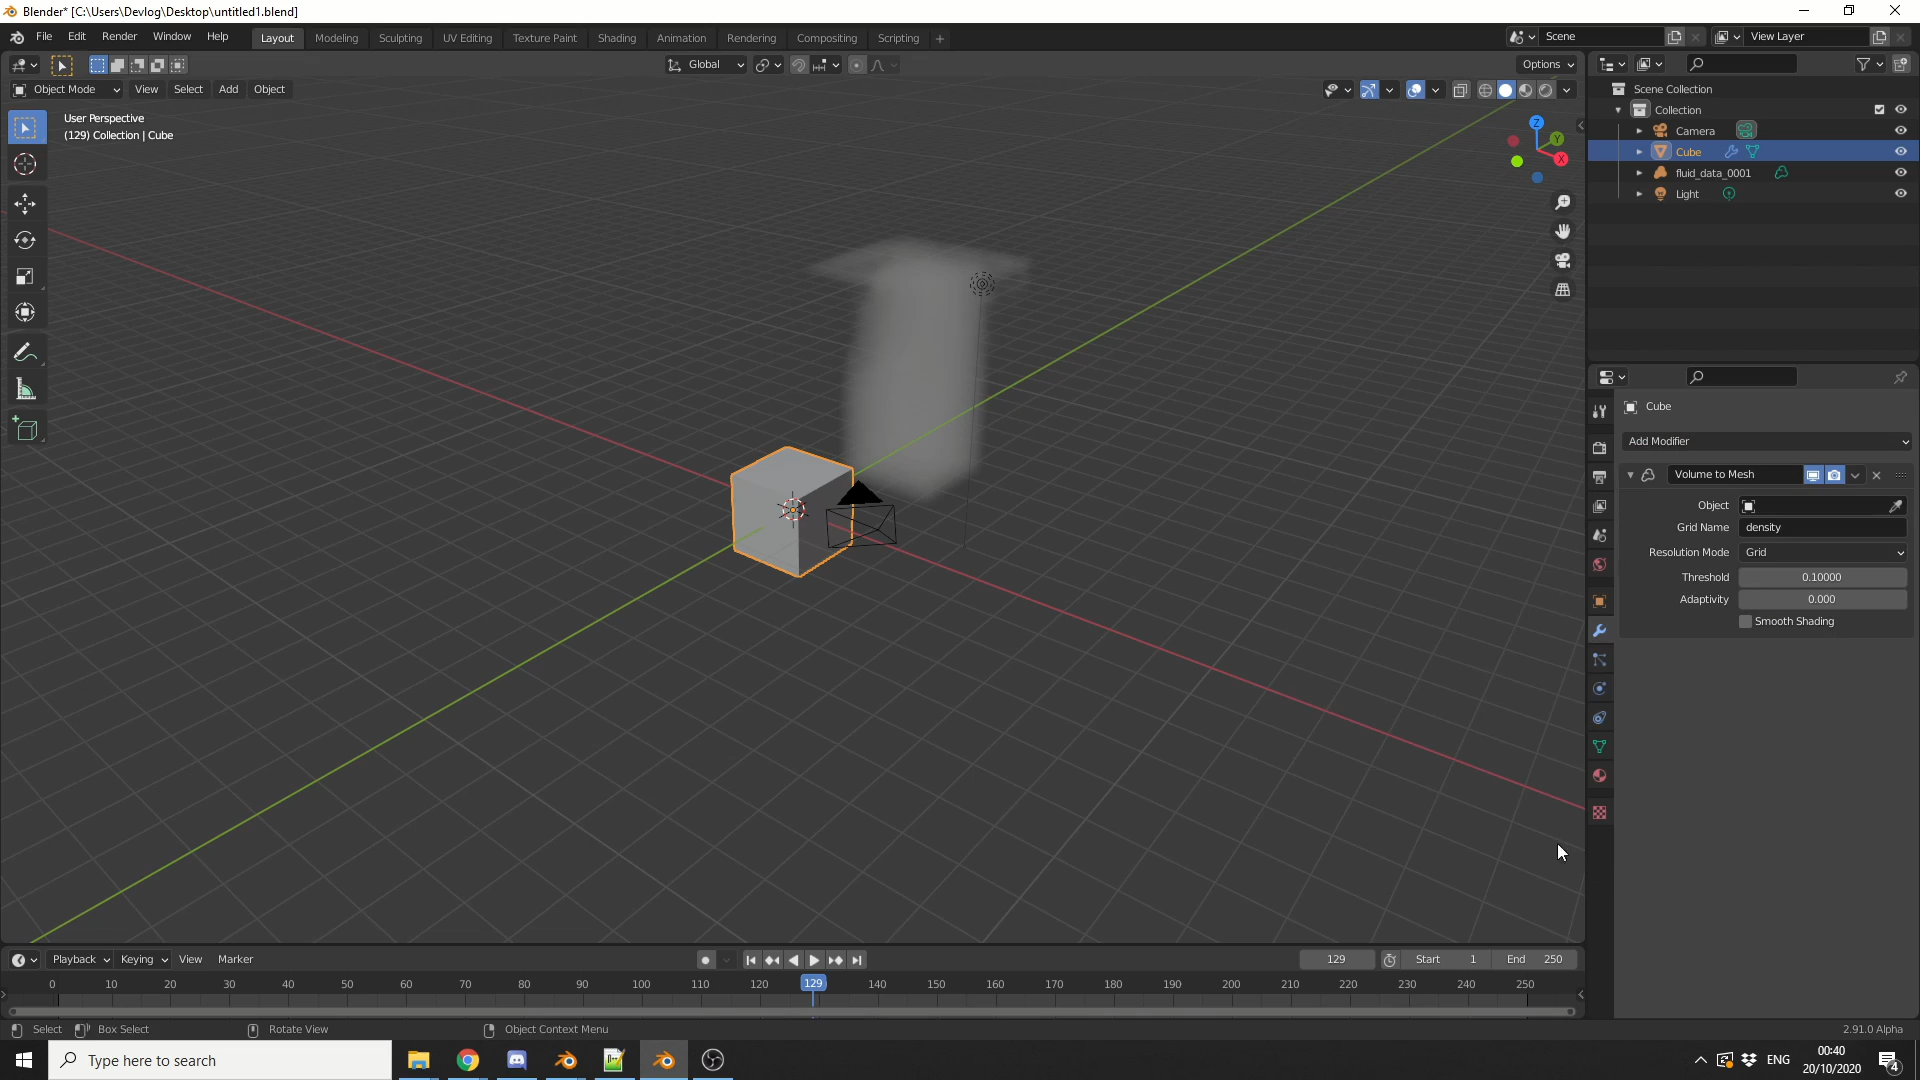 Blender* [C:\Users\Devlog\Desktop\untitled1.blend]
File Edit Render Window Help Layout Modeling Sculpting UV Editing Texture Paint Shading Animation Rendering Compositing Scripting + Scene View Layer
Global Options
Object Mode View Select Add Object
User Perspective
(129) Collection | Cube
Z
Y
X
Scene Collection
Collection
Camera
Cube
fluid_data_0001
Light
Cube
Add Modifier
Volume to Mesh
Object
Grid Name density
Resolution Mode Grid
Threshold 0.10000
Adaptivity 0.000
Smooth Shading
Playback Keying View Marker 129 Start 1 End 250
0 10 20 30 40 50 60 70 80 90 100 110 120 129 140 150 160 170 180 190 200 210 220 230 240 250
Select Box Select Rotate View Object Context Menu 2.91.0 Alpha
Type here to search
ENG
00:40
20/10/2020
4